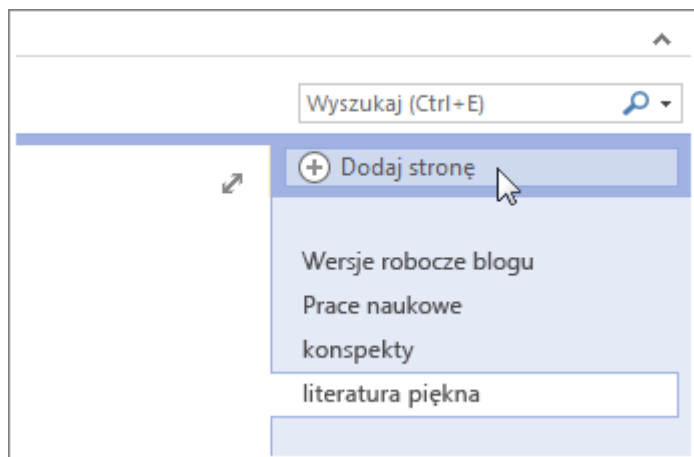 Wyszukaj (Ctrl+E)
Dodaj stronę
Wersje robocze blogu
Prace naukowe
konspekty
literatura piękna